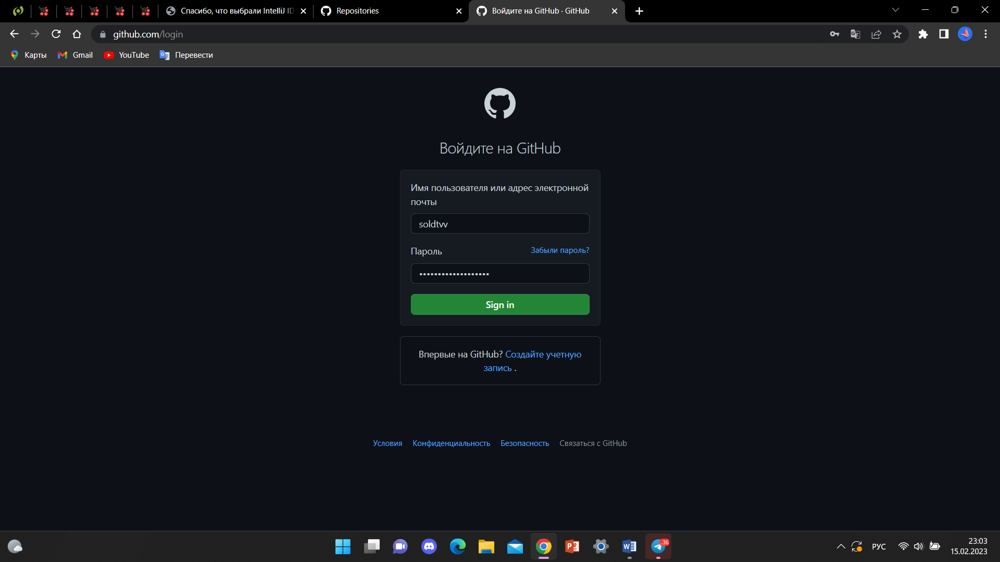 Спасибо, что выбрали IntelliJ ID
Repositories
Войдите на GitHub · GitHub
github.com/login
Карты
Gmail
YouTube
Перевести
Войдите на GitHub
Имя пользователя или адрес электронной
почты
soldtvv
Пароль
Забыли пароль?
Sign in
Впервые на GitHub? Создайте учетную
запись .
Условия
Конфиденциальность
Безопасность
Связаться с GitHub
..36
РУС
23:03
15.02.2023